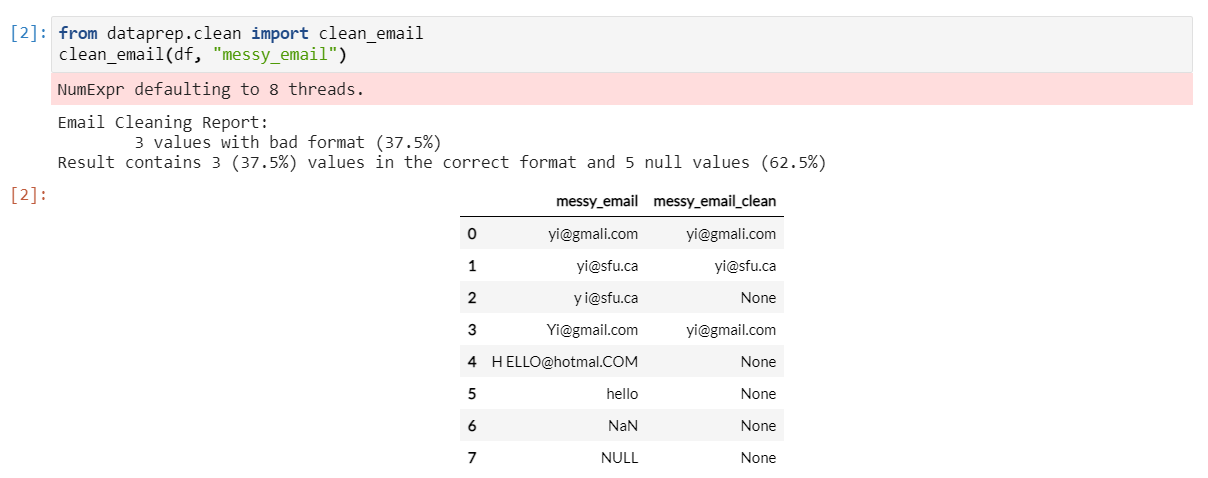 [2]: from dataprep.clean import clean_email
clean_email(df, "messy_email")
NumExpr defaulting to 8 threads.
Email Cleaning Report:
3 values with bad format (37.5%)
Result contains 3 (37.5%) values in the correct format and 5 null values (62.5%)
[2]:
messy_email messy_email_clean
0 yi@gmali.com yi@gmali.com
1 yi@sfu.ca yi@sfu.ca
2 y i@sfu.ca None
3 Yi@gmail.com yi@gmail.com
4 H ELLO@hotmal.COM None
5 hello None
6 NaN None
7 NULL None